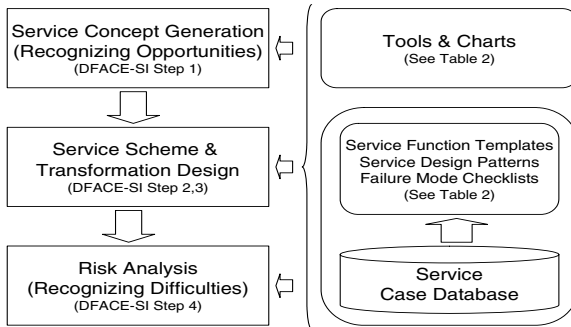 Service Concept Generation
(Recognizing Opportunities)
(DFACE-SI Step 1)
Service Scheme &
Transformation Design
(DFACE-SI Step 2,3)
Risk Analysis
(Recognizing Difficulties)
(DFACE-SI Step 4)
Tools & Charts
(See Table 2)
Service Function Templates
Service Design Patterns
Failure Mode Checklists
(See Table 2)
Service
Case Database